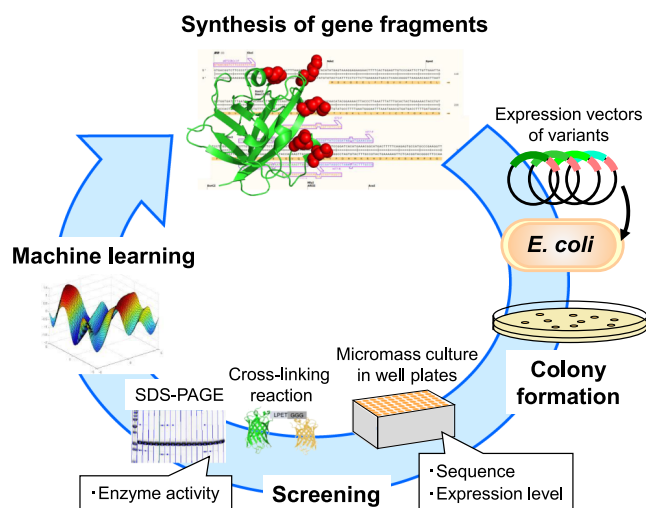 Synthesis of gene fragments
Expression vectors
of variants
E. coli
Machine learning
Colony
formation
Micromass culture
in well plates
Cross-linking
reaction
SDS-PAGE
LPET GGG
・Enzyme activity
Screening
・Sequence
・Expression level